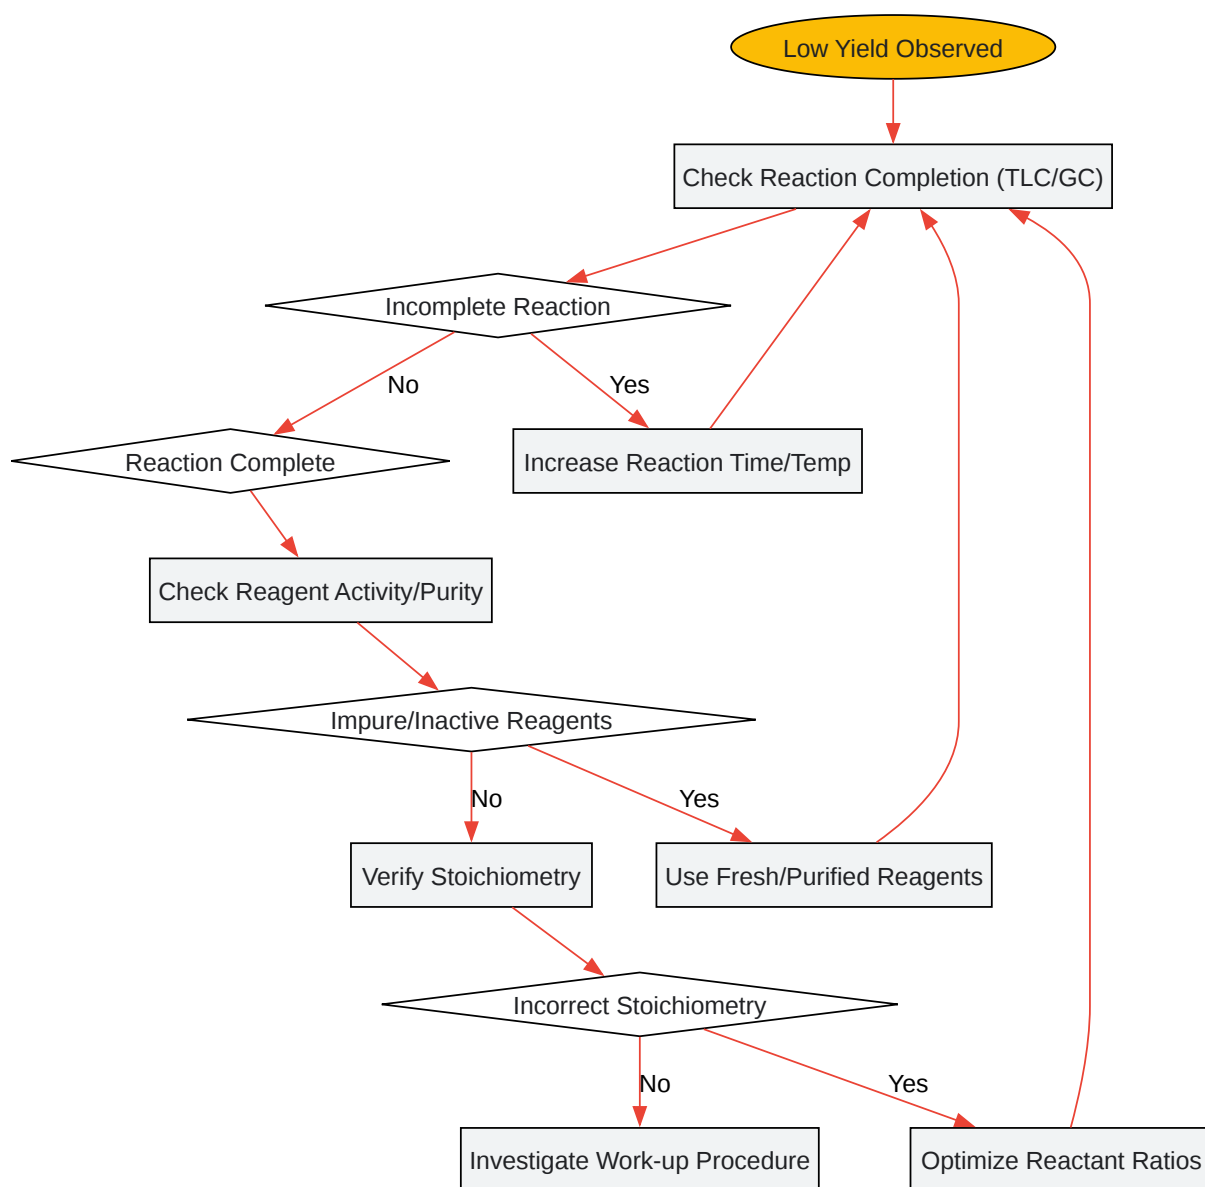 Low Yield Observed
Check Reaction Completion (TLC/GC)
Incomplete Reaction
No
Yes
Reaction Complete
Increase Reaction Time/Temp
Check Reagent Activity/Purity
Impure/Inactive Reagents
No
Yes
Verify Stoichiometry
Use Fresh/Purified Reagents
Incorrect Stoichiometry
No
Yes
Investigate Work-up Procedure
Optimize Reactant Ratios